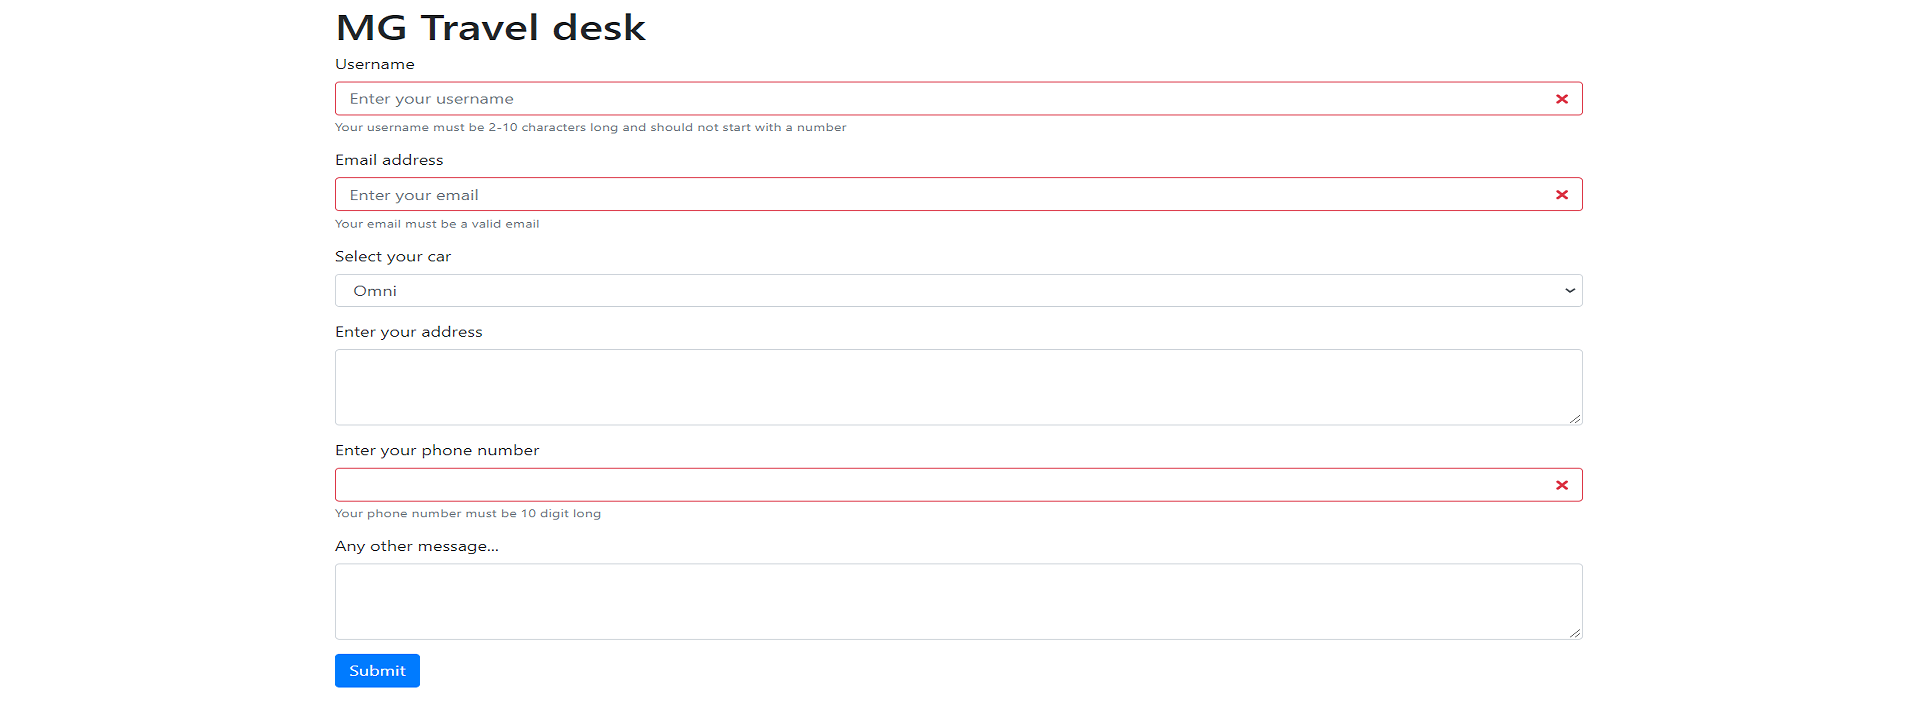 MG Travel desk
Username
Enter your username
Your username must be 2-10 characters long and should not start with a number
Email address
Enter your email
Your email must be a valid email
Select your car
Omni
Enter your address
Enter your phone number
Your phone number must be 10 digit long
Any other message...
Submit